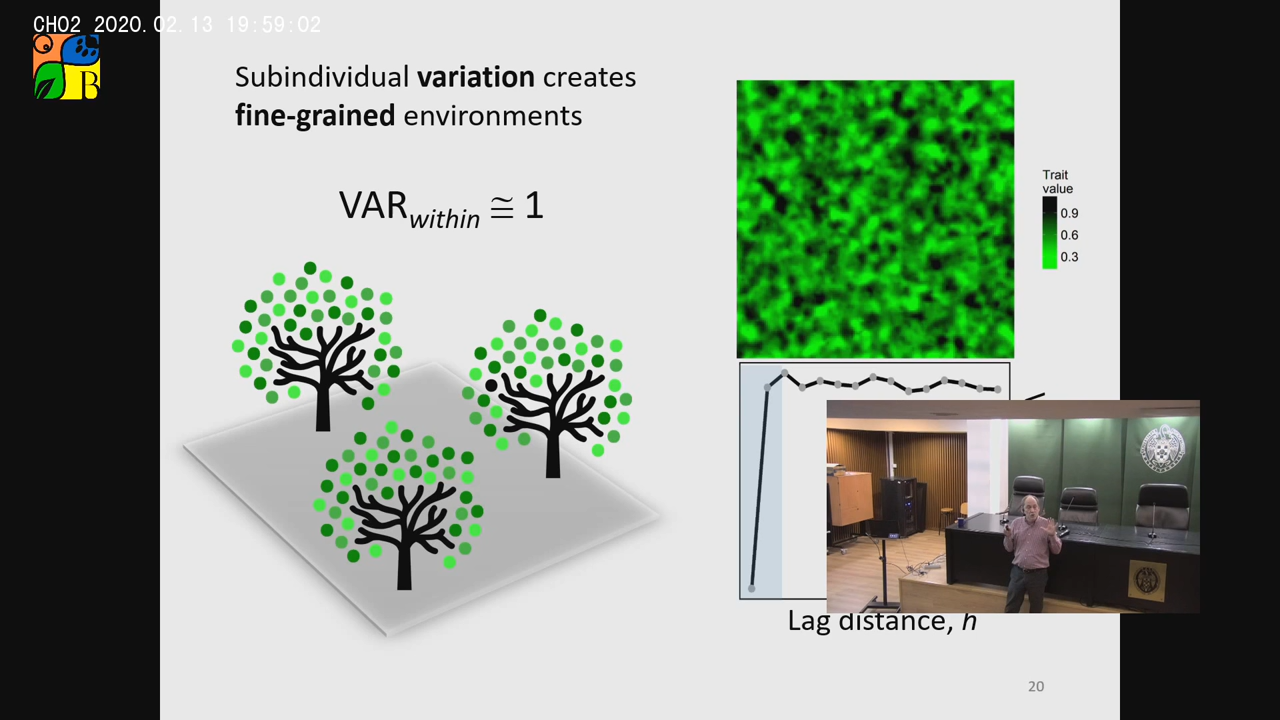 CH02 2020.02.13 19:59:02
B
Subindividual variation creates
fine-grained environments
VARwithin ≅ 1
Trait
value
0.9
0.6
0.3
Lag distance, h
20